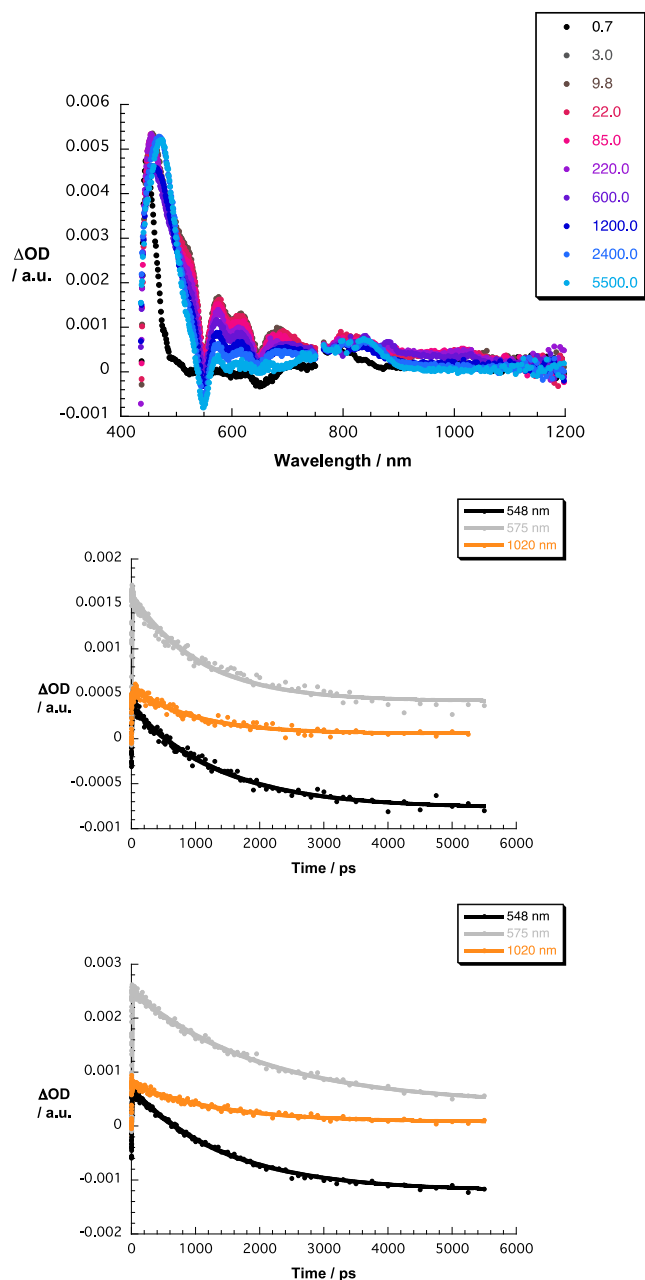 0.7
3.0
9.8
22.0
85.0
220.0
600.0
1200.0
2400.0
5500.0
0.006
0.005
0.004
0.003
0.002
0.001
0
-0.001
ΔOD
/ a.u.
400 600 800 1000 1200
Wavelength / nm
548 nm
575 nm
1020 nm
0.002
0.0015
0.001
0.0005
0
-0.0005
-0.001
ΔOD
/ a.u.
0 1000 2000 3000 4000 5000 6000
Time / ps
548 nm
575 nm
1020 nm
0.003
0.002
0.001
0
-0.001
-0.002
ΔOD
/ a.u.
0 1000 2000 3000 4000 5000 6000
Time / ps